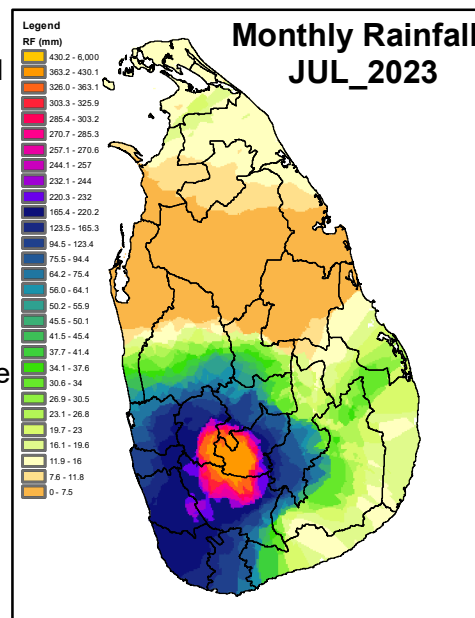 Legend
RF (mm)
430.2 - 6,000
363.2 - 430.1
326.0 - 363.1
303.3 - 325.9
285.4 - 303.2
270.7 - 285.3
257.1 - 270.6
244.1 - 257
232.1 - 244
220.3 - 232
165.4 - 220.2
123.5 - 165.3
94.5 - 123.4
75.5 - 94.4
64.2 - 75.4
56.0 - 64.1
50.2 - 55.9
45.5 - 50.1
41.5 - 45.4
37.7 - 41.4
34.1 - 37.6
30.6 - 34
26.9 - 30.5
23.1 - 26.8
19.7 - 23
16.1 - 19.6
11.9 - 16
7.6 - 11.8
0 - 7.5
Monthly Rainfall
JUL_2023
e